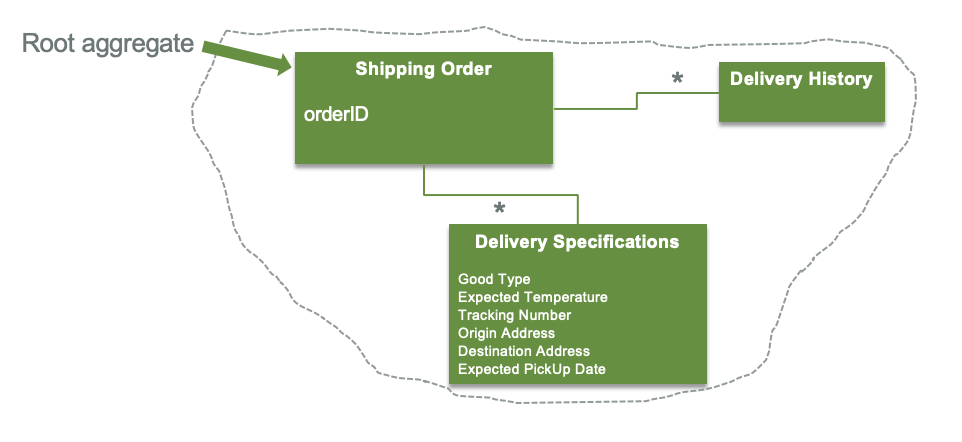 Root aggregate
Shipping Order
orderID
*
Delivery History
*
Delivery Specifications
Good Type
Expected Temperature
Tracking Number
Origin Address
Destination Address
Expected PickUp Date